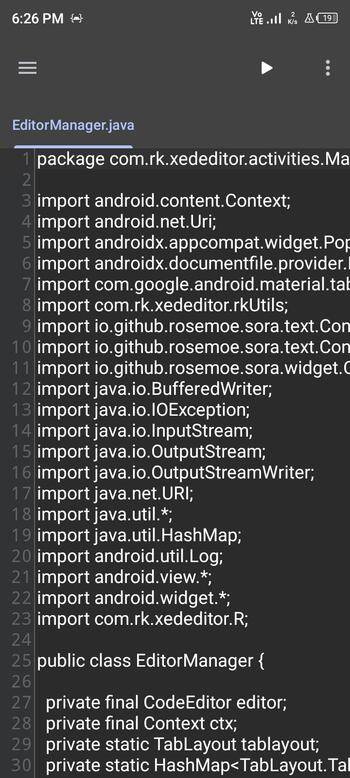 6:26 PM
Vo LTE 2 K/s 19
EditorManager.java
1 package com.rk.xededitor.activities.Ma
2
3 import android.content.Context;
4 import android.net.Uri;
5 import androidx.appcompat.widget.Pop
6 import androidx.documentfile.provider.
7 import com.google.android.material.tab
8 import com.rk.xededitor.rkUtils;
9 import io.github.rosemoe.sora.text.Con
10 import io.github.rosemoe.sora.text.Con
11 import io.github.rosemoe.sora.widget.C
12 import java.io.BufferedWriter;
13 import java.io.IOException;
14 import java.io.InputStream;
15 import java.io.OutputStream;
16 import java.io.OutputStreamWriter;
17 import java.net.URI;
18 import java.util.*;
19 import java.util.HashMap;
20 import android.util.Log;
21 import android.view.*;
22 import android.widget.*;
23 import com.rk.xededitor.R;
24
25 public class EditorManager {
26
27 private final CodeEditor editor;
28 private final Context ctx;
29 private static TabLayout tablayout;
30 private static HashMap<TabLayout.Tal